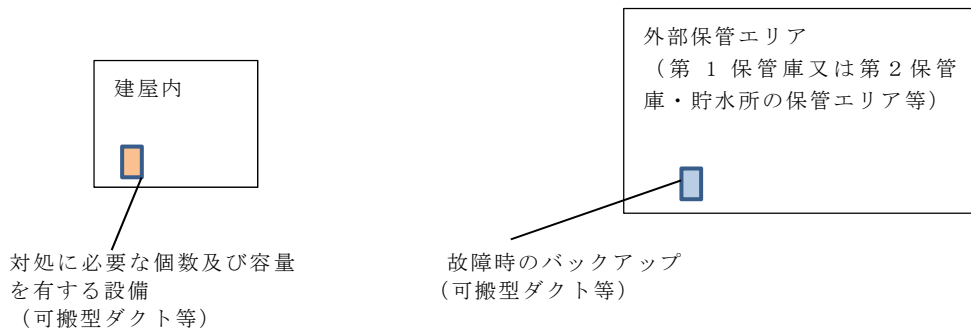 建屋内
外部保管エリア
（第1保管庫又は第2保管
庫・貯水所の保管エリア等）
対処に必要な個数及び容量
を有する設備
（可搬型ダクト等）
故障時のバックアップ
（可搬型ダクト等）